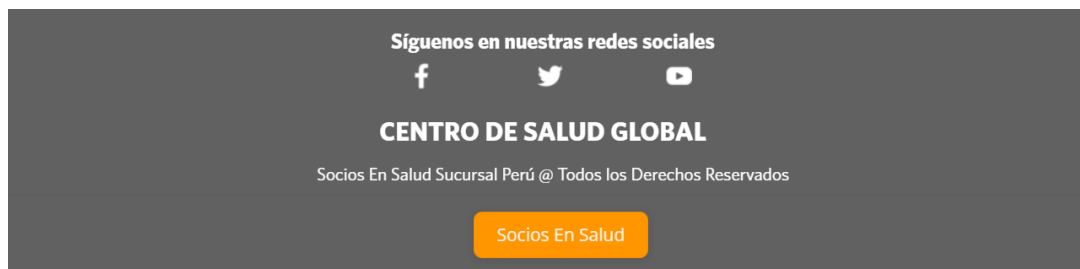 Síguenos en nuestras redes sociales
CENTRO DE SALUD GLOBAL
Socios En Salud Sucursal Perú @ Todos los Derechos Reservados
Socios En Salud